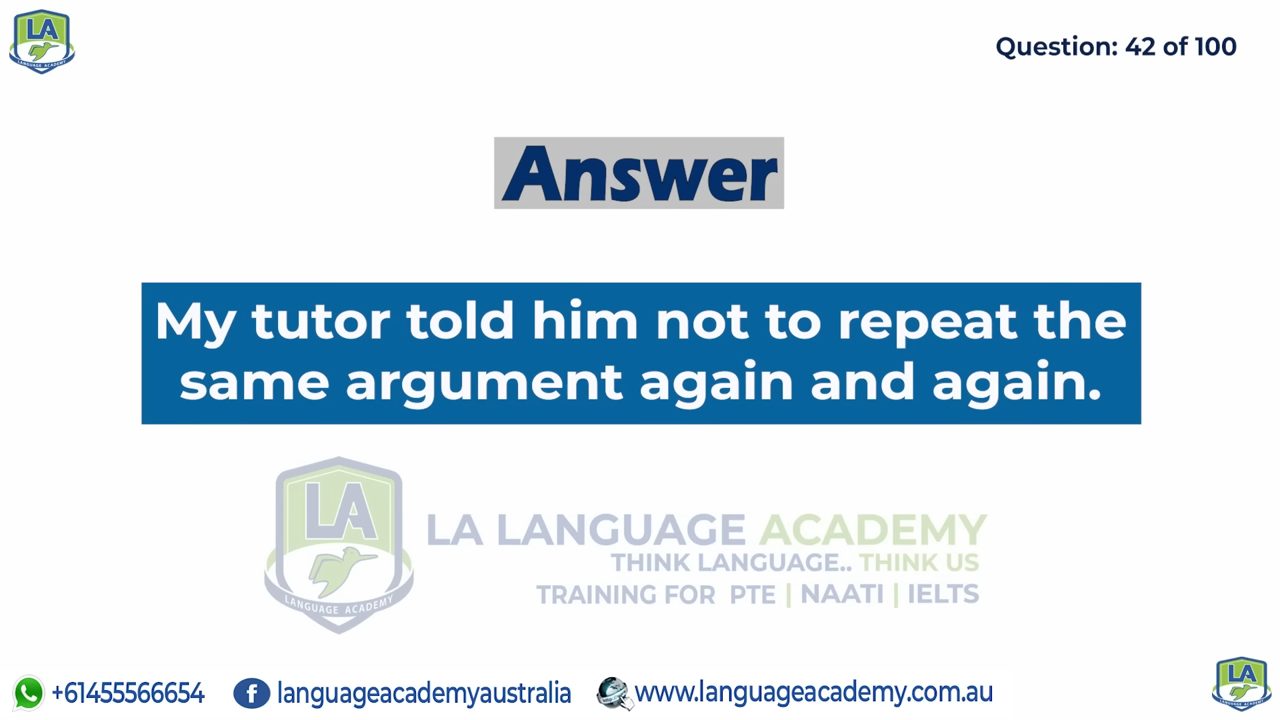 LA
LANGUAGE ACADEMY
Question: 42 of 100
Answer
My tutor told him not to repeat the
same argument again and again.
LA
LANGUAGE ACADEMY
LA LANGUAGE ACADEMY
THINK LANGUAGE.. THINK US
TRAINING FOR PTE | NAATI | IELTS
+61455566654
f languageacademyaustralia
www.languageacademy.com.au
LA
LANGUAGE ACADEMY